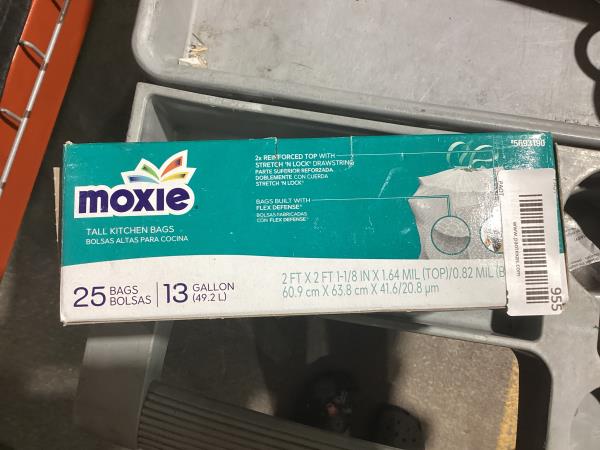 moxie
TALL KITCHEN BAGS
BOLSAS ALTAS PARA COCINA
25 BAGS
BOLSAS
13 GALLON
(49.2 L)
2x REINFORCED TOP WITH
STRETCH 'N LOCK® DRAWSTRING
PARTE SUPERIOR REFORZADA
DOBLEMENTE CON CUERDA
STRETCH 'N LOCK®
BAGS BUILT WITH
FLEX DEFENSE®
BOLSAS FABRICADAS
CON FLEX DEFENSE®
2 FT X 2 FT 1-1/8 IN X 1.64 MIL (TOP)/0.82 MIL (B
60.9 cm X 63.8 cm X 41.6/20.8 µm
955